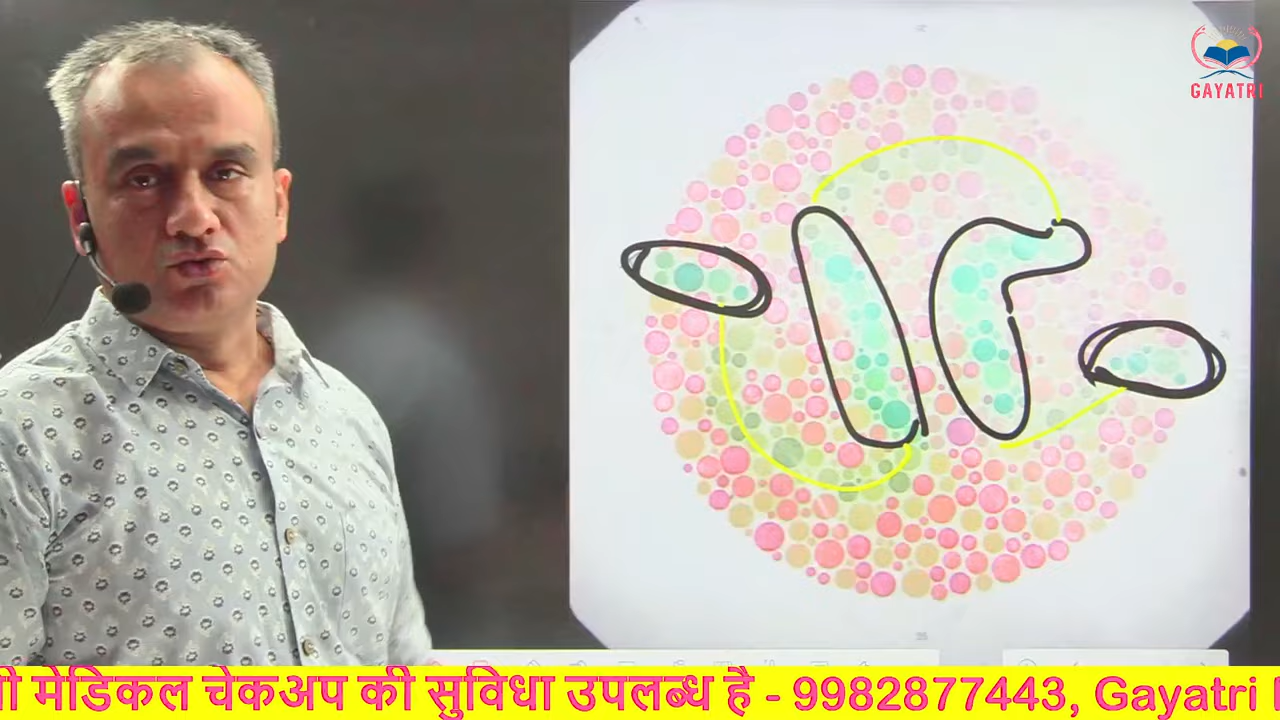 GAYATRI
ी मेडिकल चेकअप की सुविधा उपलब्ध है - 9982877443, Gayatri